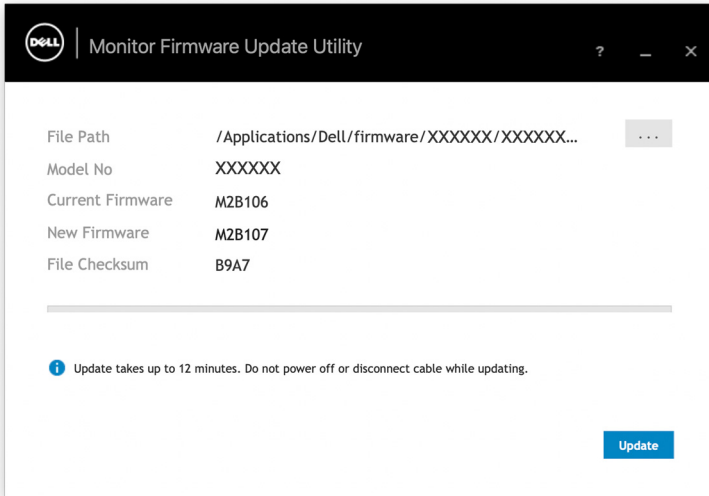 DELL Monitor Firmware Update Utility ? _ ×
File Path /Applications/Dell/firmware/XXXXXX/XXXXXX... ...
Model No XXXXXX
Current Firmware M2B106
New Firmware M2B107
File Checksum B9A7
i Update takes up to 12 minutes. Do not power off or disconnect cable while updating.
Update